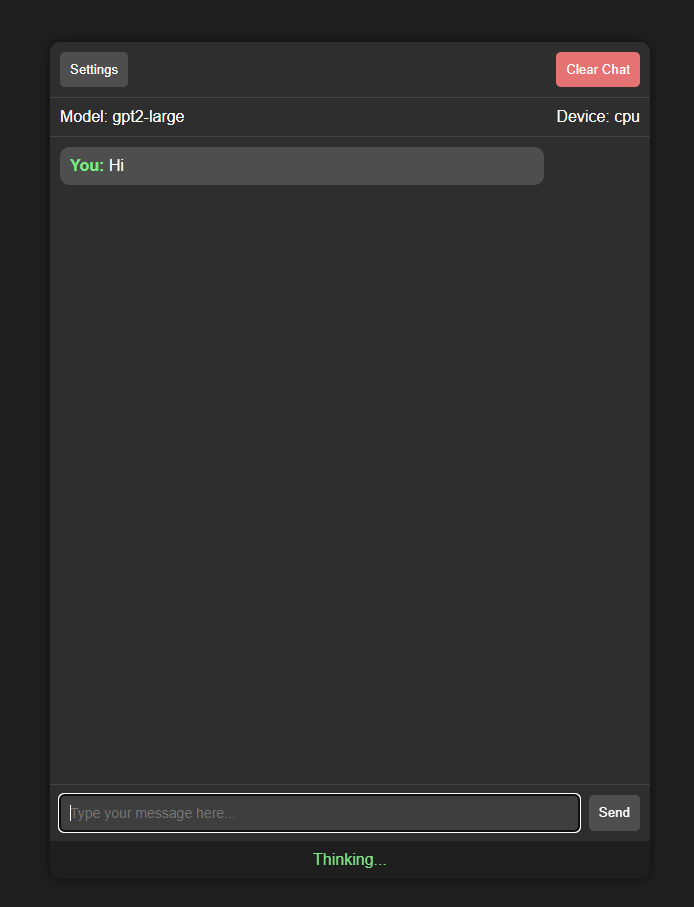 Settings
Clear Chat
Model: gpt2-large
Device: cpu
You: Hi
Type your message here...
Send
Thinking...